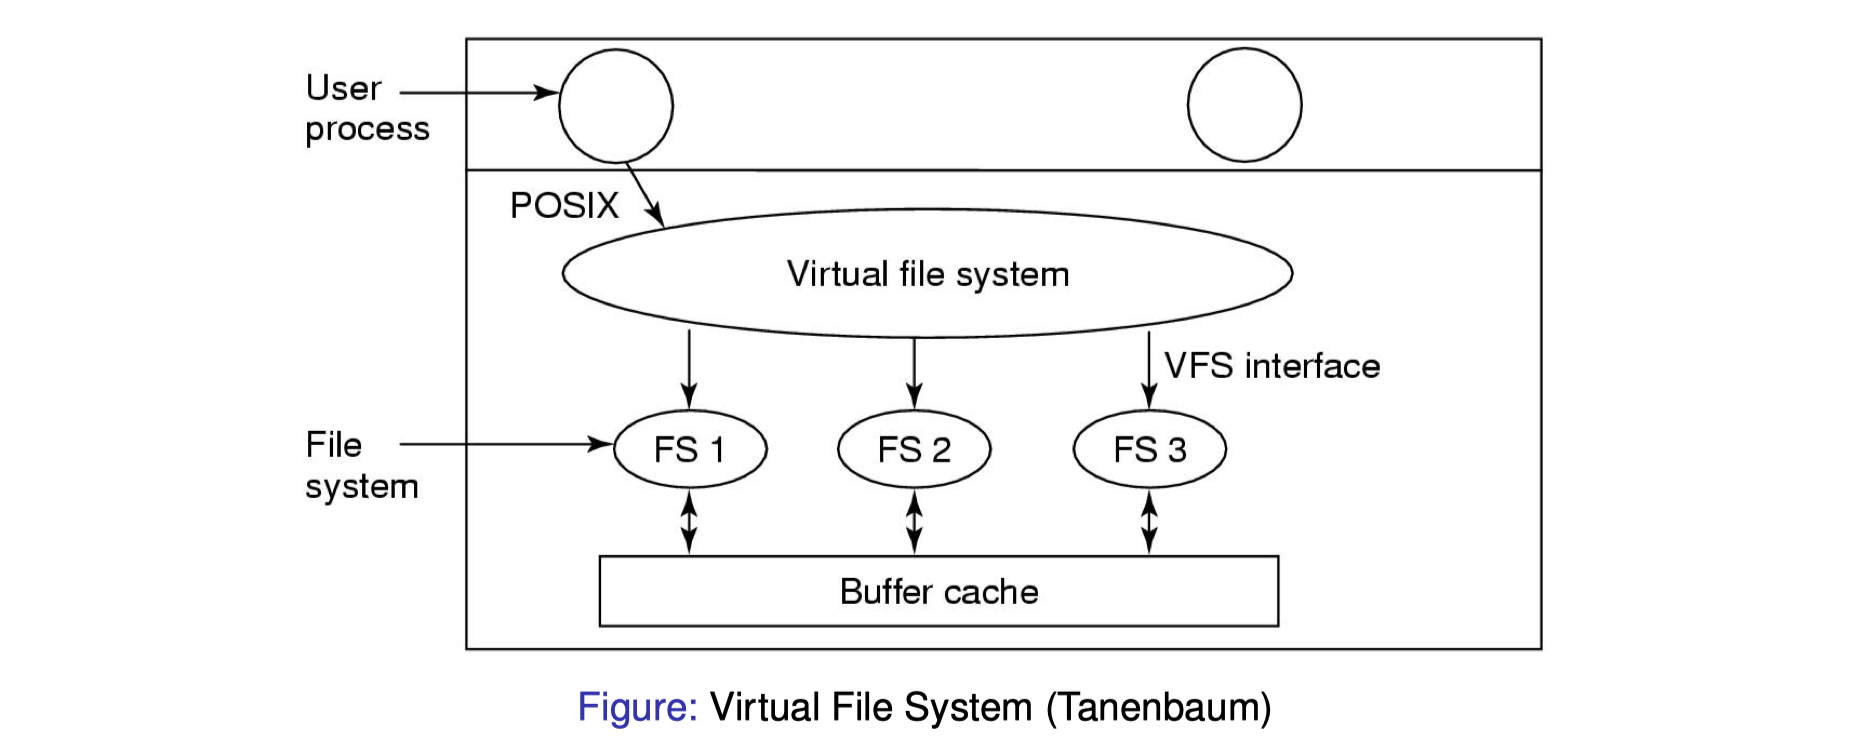 User
process
POSIX
Virtual file system
VFS interface
File
system
FS 1
FS 2
FS 3
Buffer cache
Figure: Virtual File System (Tanenbaum)